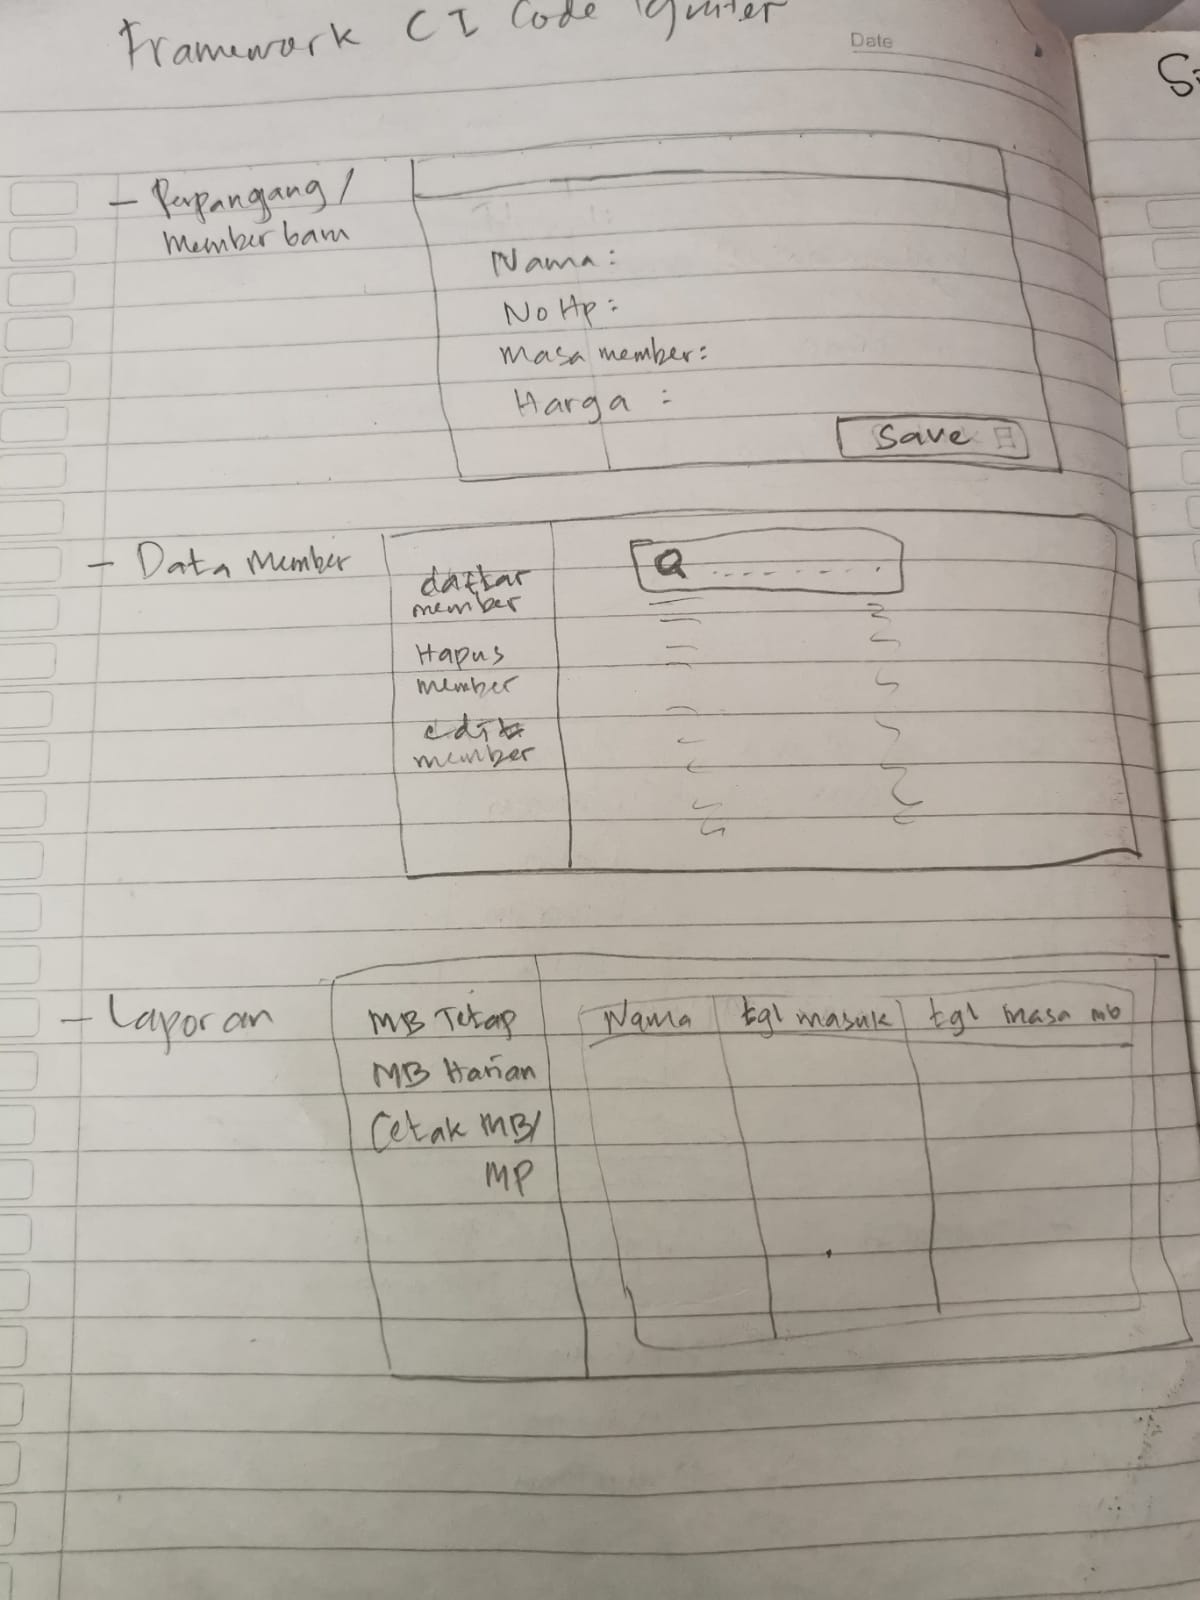 Framework CI Code Igniter
Date
- Perpangang /
member baru
Nama :
No Hp :
Masa member :
Harga :
Save
- Data Member
daftar
member
Hapus
member
edit
member
- Laporan
MB Tetap
MB Harian
Cetak MB/
MP
Nama
tgl masuk
tgl masa mb